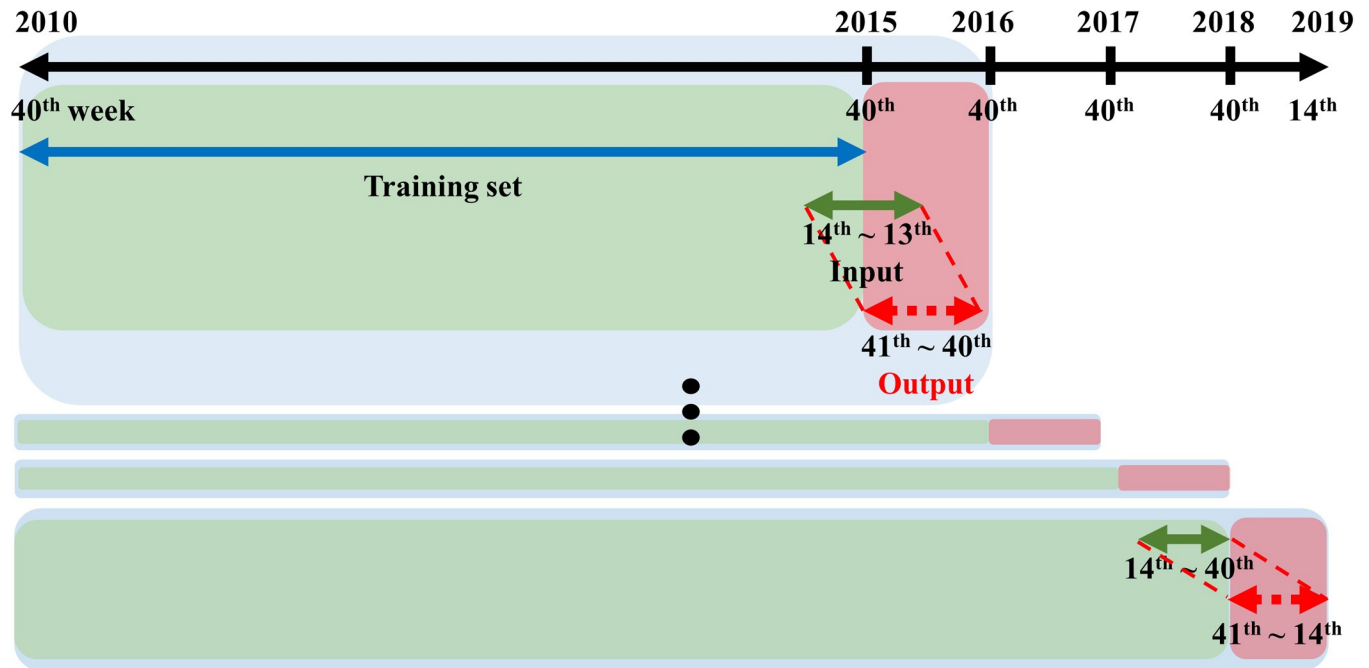 2010 2015 2016 2017 2018 2019
40th week 40th 40th 40th 40th 14th
Training set
14th ~ 13th
Input
41th ~ 40th
Output
14th ~ 40th
41th ~ 14th